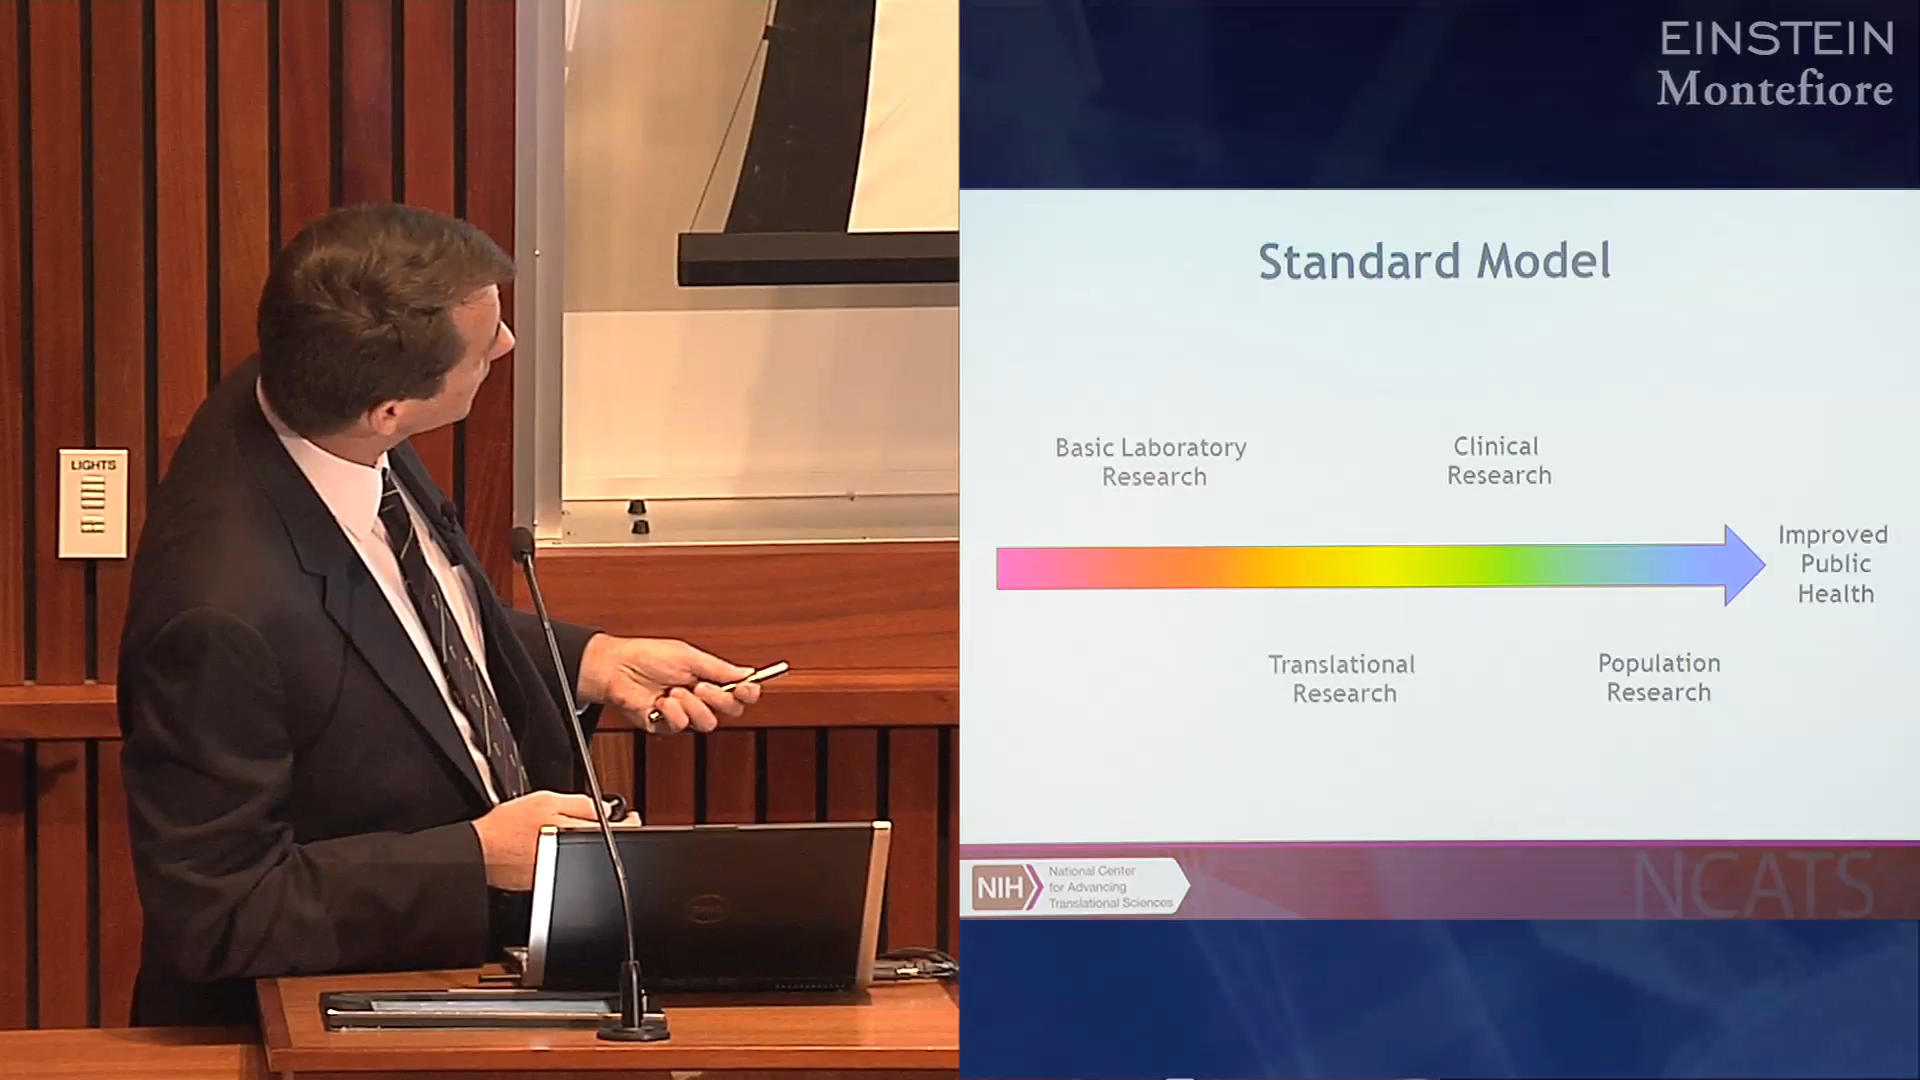 LIGHTS
EINSTEIN
Montefiore
Standard Model
Basic Laboratory
Research
Clinical
Research
Improved
Public
Health
Translational
Research
Population
Research
NIH
National Center
for Advancing
Translational Sciences
NCATS
DELL